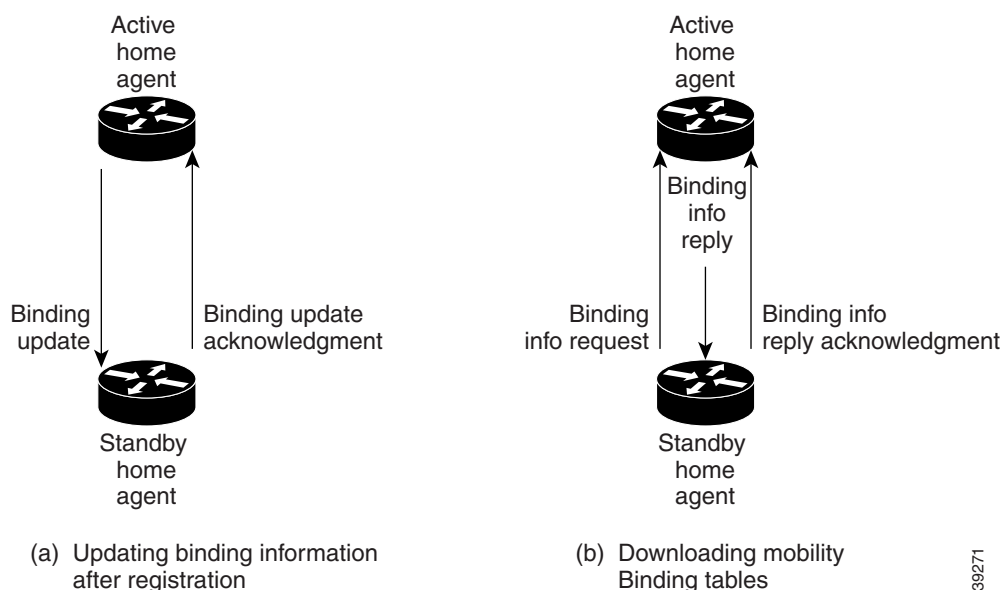 Active
home
agent
Binding
update
Binding update
acknowledgment
Standby
home
agent
(a) Updating binding information
after registration
Active
home
agent
Binding
info
reply
Binding
info request
Binding info
reply acknowledgment
Standby
home
agent
(b) Downloading mobility
Binding tables
39271